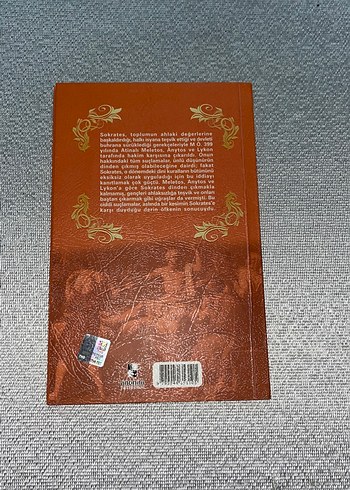 Sokrates, toplumun ahlaki değerlerine
başkaldırdığı, halkı isyana teşvik ettiği ve devleti
buhrana sürüklediği gerekçeleriyle M.Ö. 399
yılında Atinalı Meletos, Anytos ve Lykon
tarafında hakim karşısına çıkarıldı. Onun
hakkındaki tüm suçlamalar, ünlü düşünürün
dinden çıkmış olabileceğine dairdi; fakat
Sokrates, o dönemdeki dini kuralların bütününü
eksiksiz olarak uyguladığı için bu iddiayı
kanıtlamak çok güçtü. Meletos, Anytos ve
Lykon'a göre Sokrates dinden çıkmakla
kalmamış, gençleri ahlaksızlığa teşvik ve onları
baştan çıkarmak gibi uğraşlar da vermişti. Bu
ciddi suçlamalar, aslında bir kesimin Sokrates'e
karşı duyduğu derin öfkenin sonucuydu.